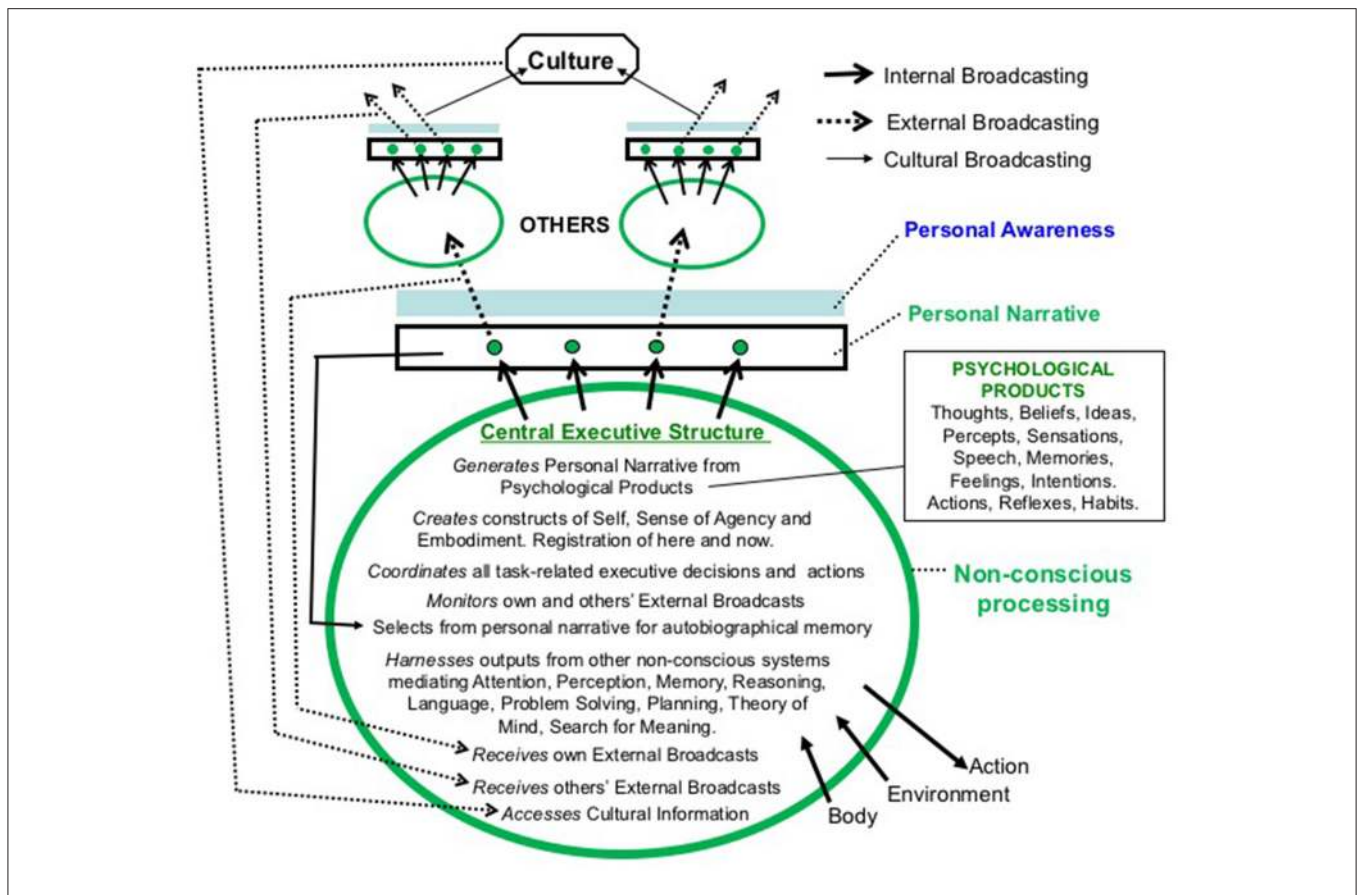 Culture
Internal Broadcasting
External Broadcasting
Cultural Broadcasting
OTHERS
Personal Awareness
Personal Narrative
PSYCHOLOGICAL
PRODUCTS
Thoughts, Beliefs, Ideas,
Percepts, Sensations,
Speech, Memories,
Feelings, Intentions.
Actions, Reflexes, Habits.
Central Executive Structure
Generates Personal Narrative from
Psychological Products
Creates constructs of Self, Sense of Agency and
Embodiment. Registration of here and now.
Coordinates all task-related executive decisions and actions
Monitors own and others' External Broadcasts
Selects from personal narrative for autobiographical memory
Harnesses outputs from other non-conscious systems
mediating Attention, Perception, Memory, Reasoning,
Language, Problem Solving, Planning, Theory of
Mind, Search for Meaning.
Receives own External Broadcasts
Receives others' External Broadcasts
Accesses Cultural Information
Non-conscious
processing
Action
Environment
Body